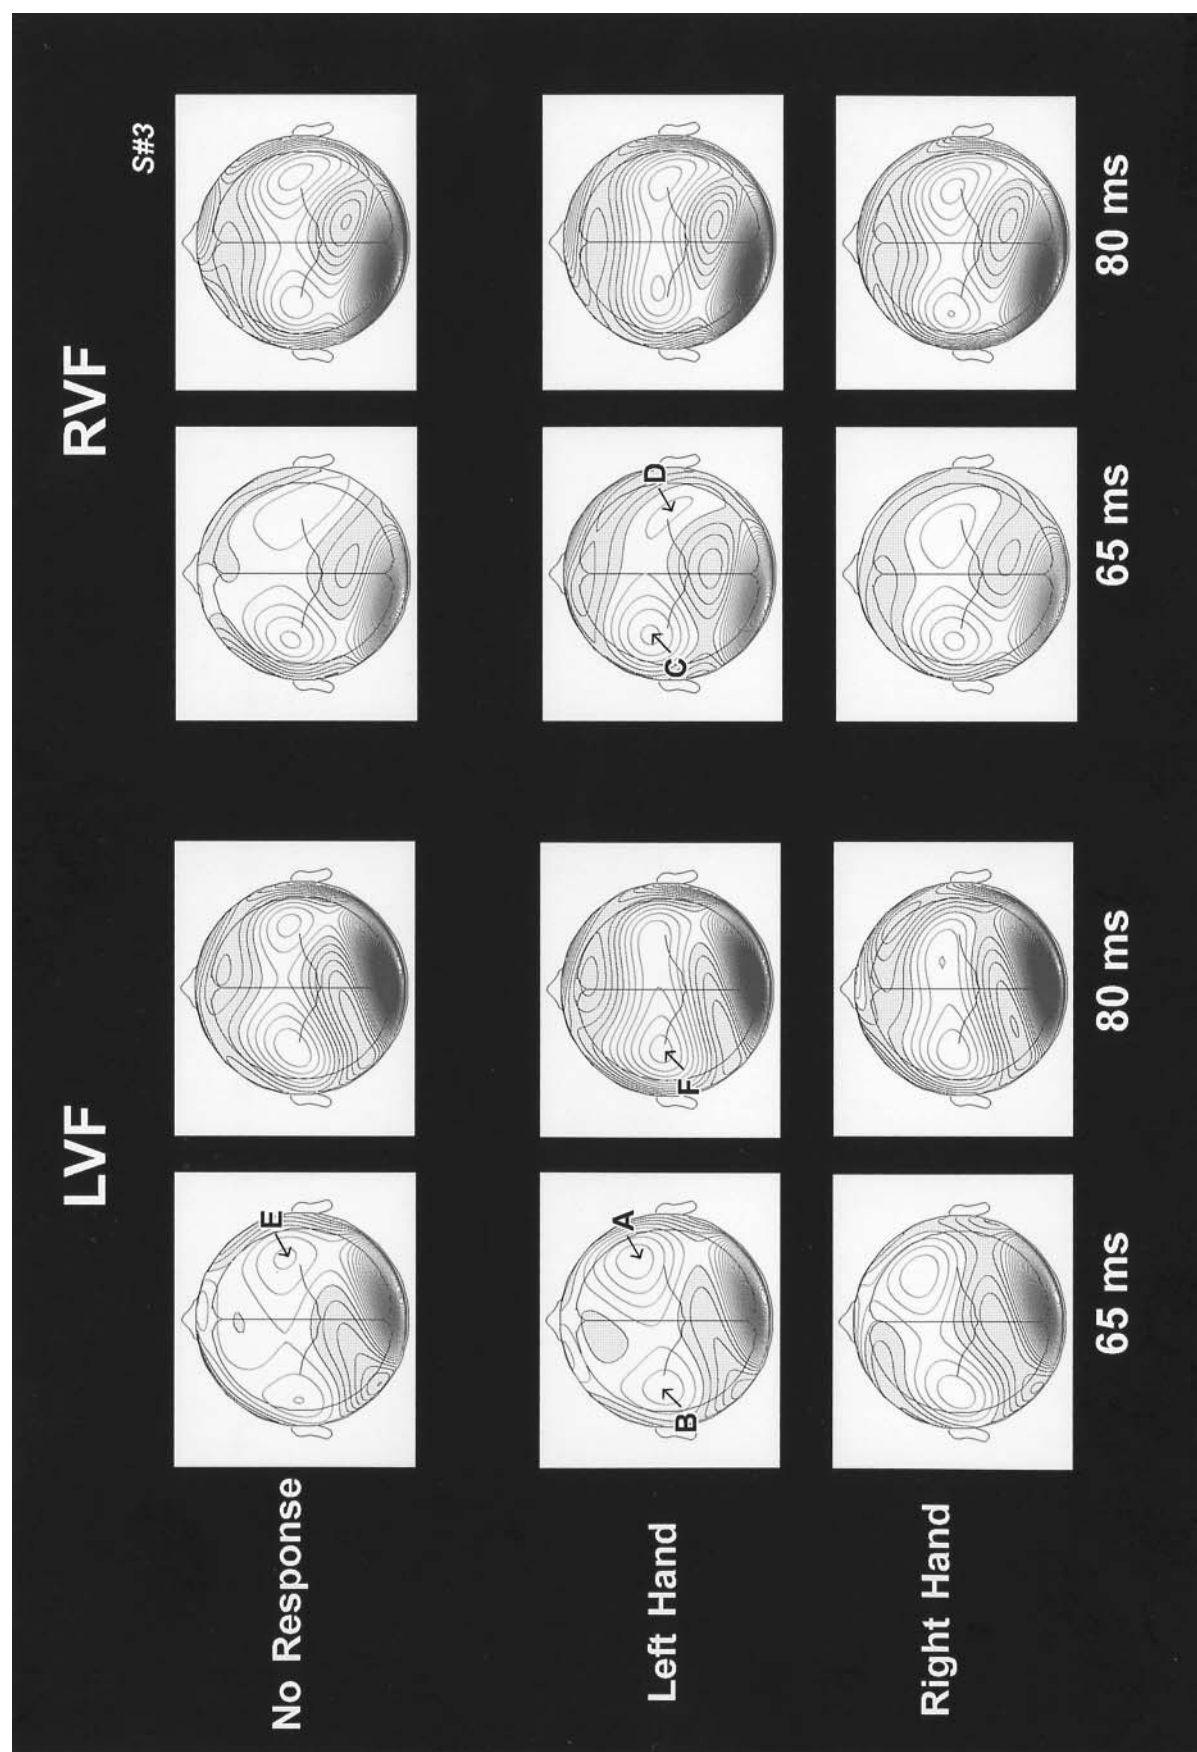 LVF RVF
S#3
No Response
E
Left Hand
A
B
F
C
D
Right Hand
65 ms 80 ms 65 ms 80 ms